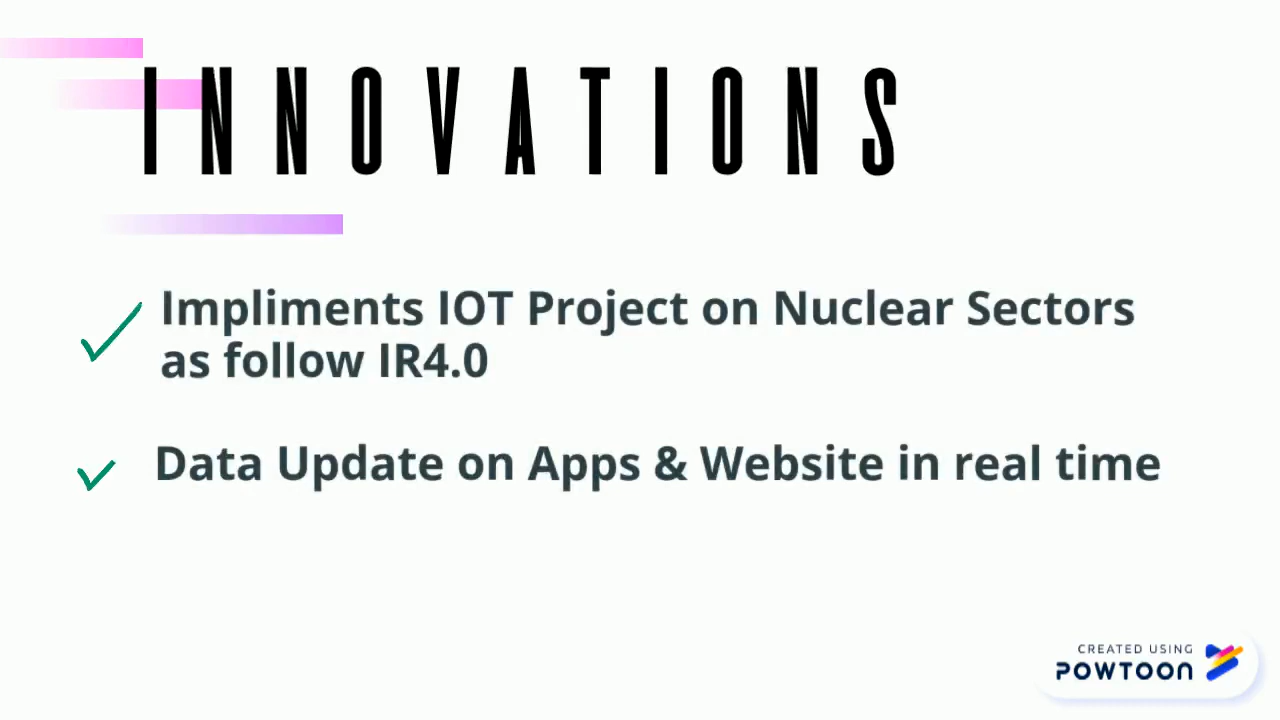 INNOVATIONS
Impliments IOT Project on Nuclear Sectors
as follow IR4.0
Data Update on Apps & Website in real time
CREATED USING
POWTOON